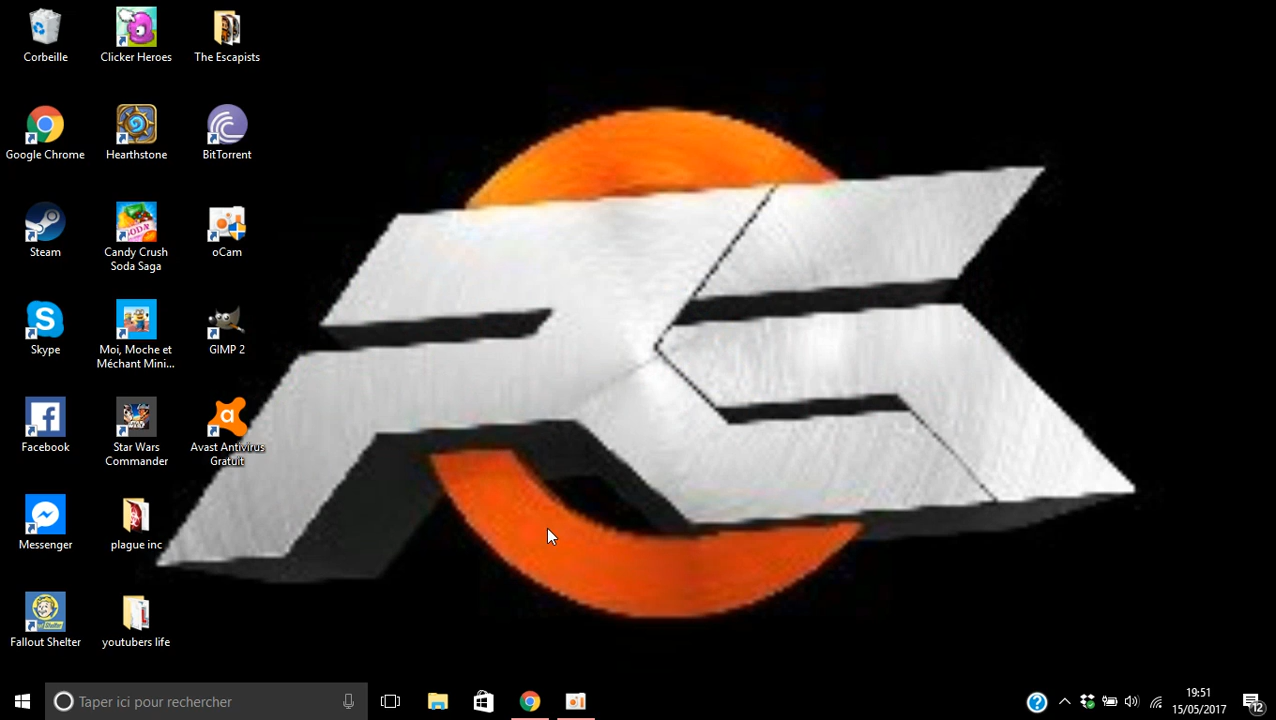 Corbeille
Clicker Heroes
The Escapists
Google Chrome
Hearthstone
BitTorrent
Steam
Candy Crush
Soda Saga
oCam
Skype
Moi, Moche et
Méchant Mini...
GIMP 2
Facebook
Star Wars
Commander
Avast Antivirus
Gratuit
Messenger
plague inc
Fallout Shelter
youtubers life
Taper ici pour rechercher
19:51
15/05/2017
12